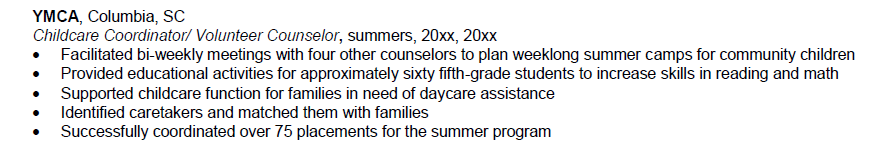 YMCA, Columbia, SC
Childcare Coordinator/ Volunteer Counselor, summers, 20xx, 20xx
• Facilitated bi-weekly meetings with four other counselors to plan weeklong summer camps for community children
• Provided educational activities for approximately sixty fifth-grade students to increase skills in reading and math
• Supported childcare function for families in need of daycare assistance
• Identified caretakers and matched them with families
• Successfully coordinated over 75 placements for the summer program